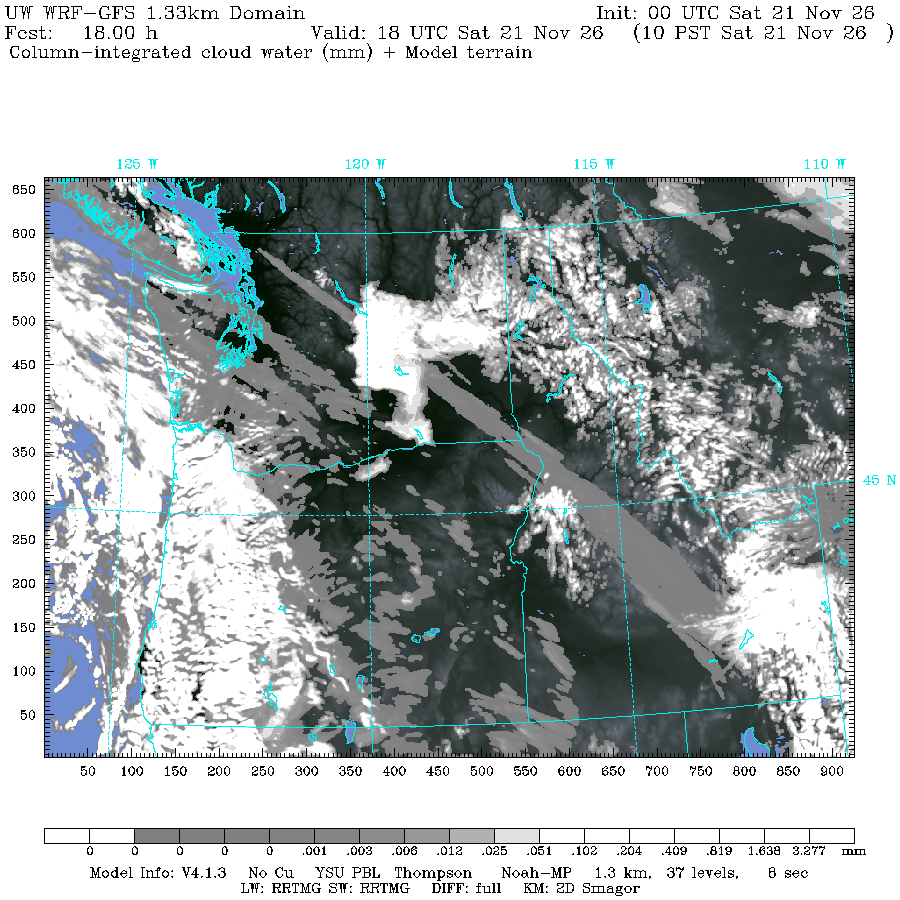 UW WRF-GFS 1.33km Domain Init: 00 UTC Sat 21 Nov 26
Fcst: 18.00 h Valid: 18 UTC Sat 21 Nov 26 (10 PST Sat 21 Nov 26 )
Column-integrated cloud water (mm) + Model terrain
125 W 120 W 115 W 110 W
650
600
550
500
450
400
350
45 N
300
250
200
150
100
50
50 100 150 200 250 300 350 400 450 500 550 600 650 700 750 800 850 900
0 0 0 0 0 .001 .003 .006 .012 .025 .051 .102 .204 .409 .819 1.638 3.277 mm
Model Info: V4.1.3 No Cu YSU PBL Thompson Noah-MP 1.3 km, 37 levels, 8 sec
LW: RRTMG SW: RRTMG DIFF: full KM: 2D Smagor